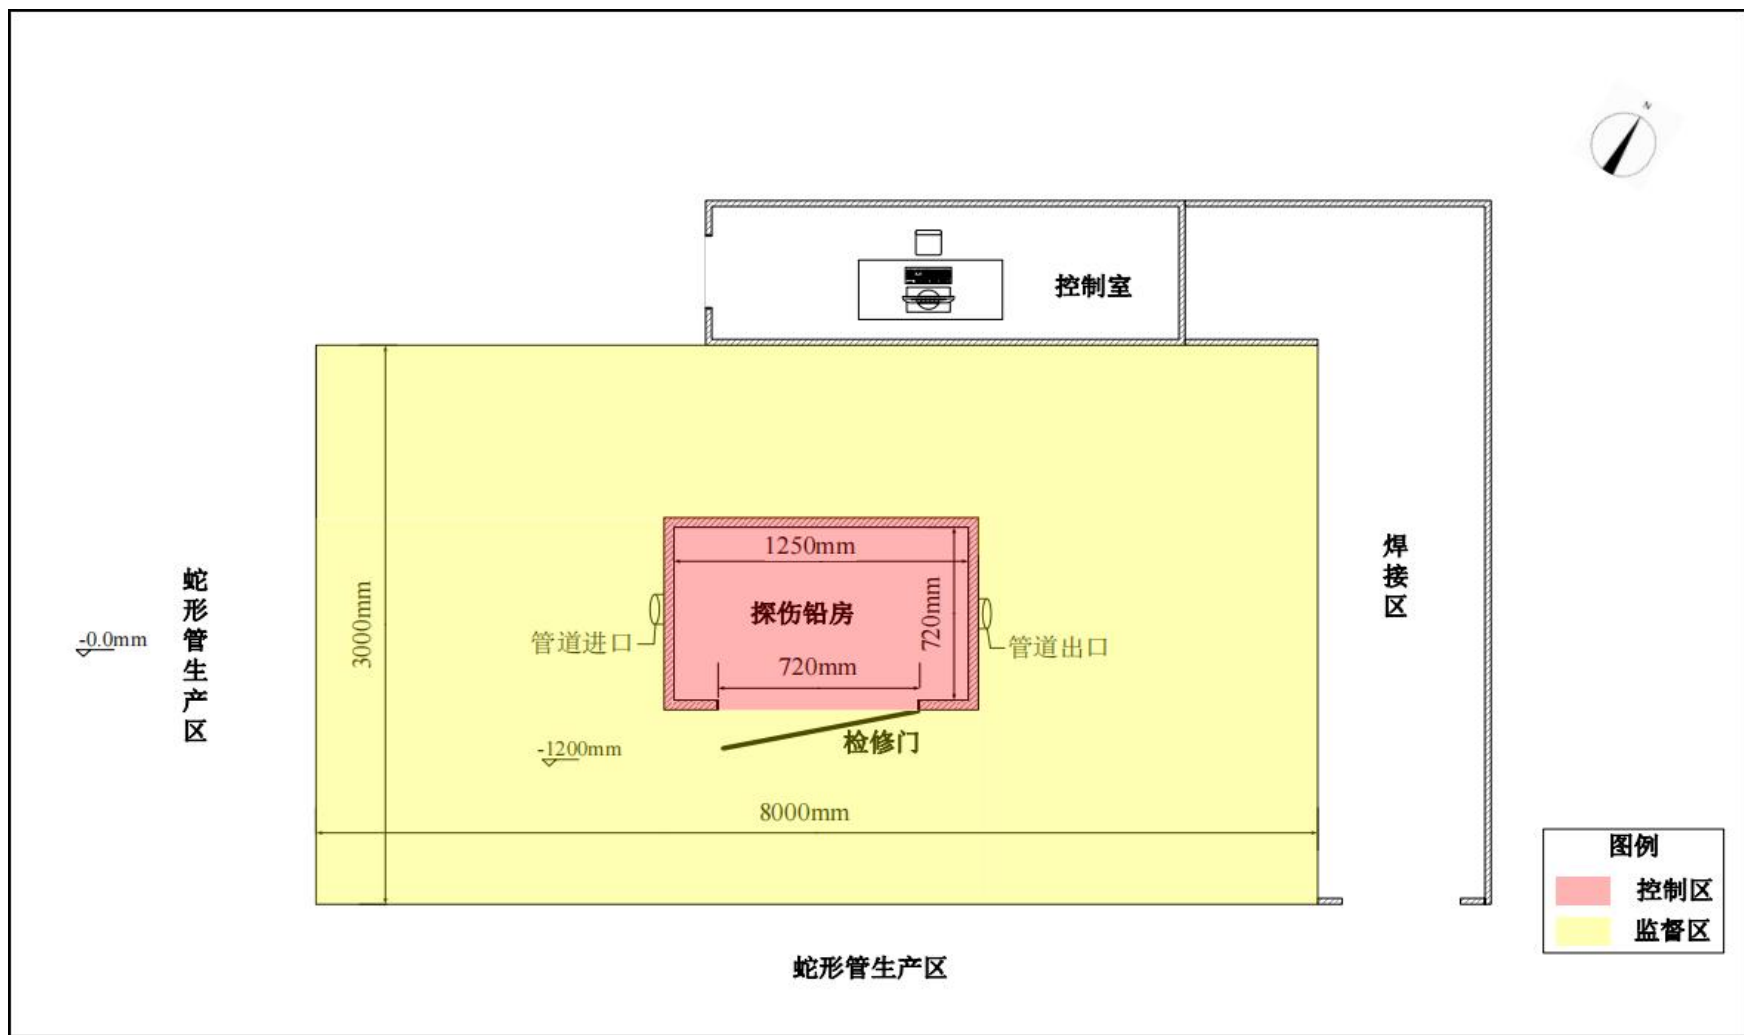 N
控制室
1250mm
探伤铅房
720mm
720mm
管道进口
管道出口
检修门
3000mm
-1200mm
8000mm
蛇形管生产区
-0.0mm
焊接区
蛇形管生产区
图例
控制区
监督区